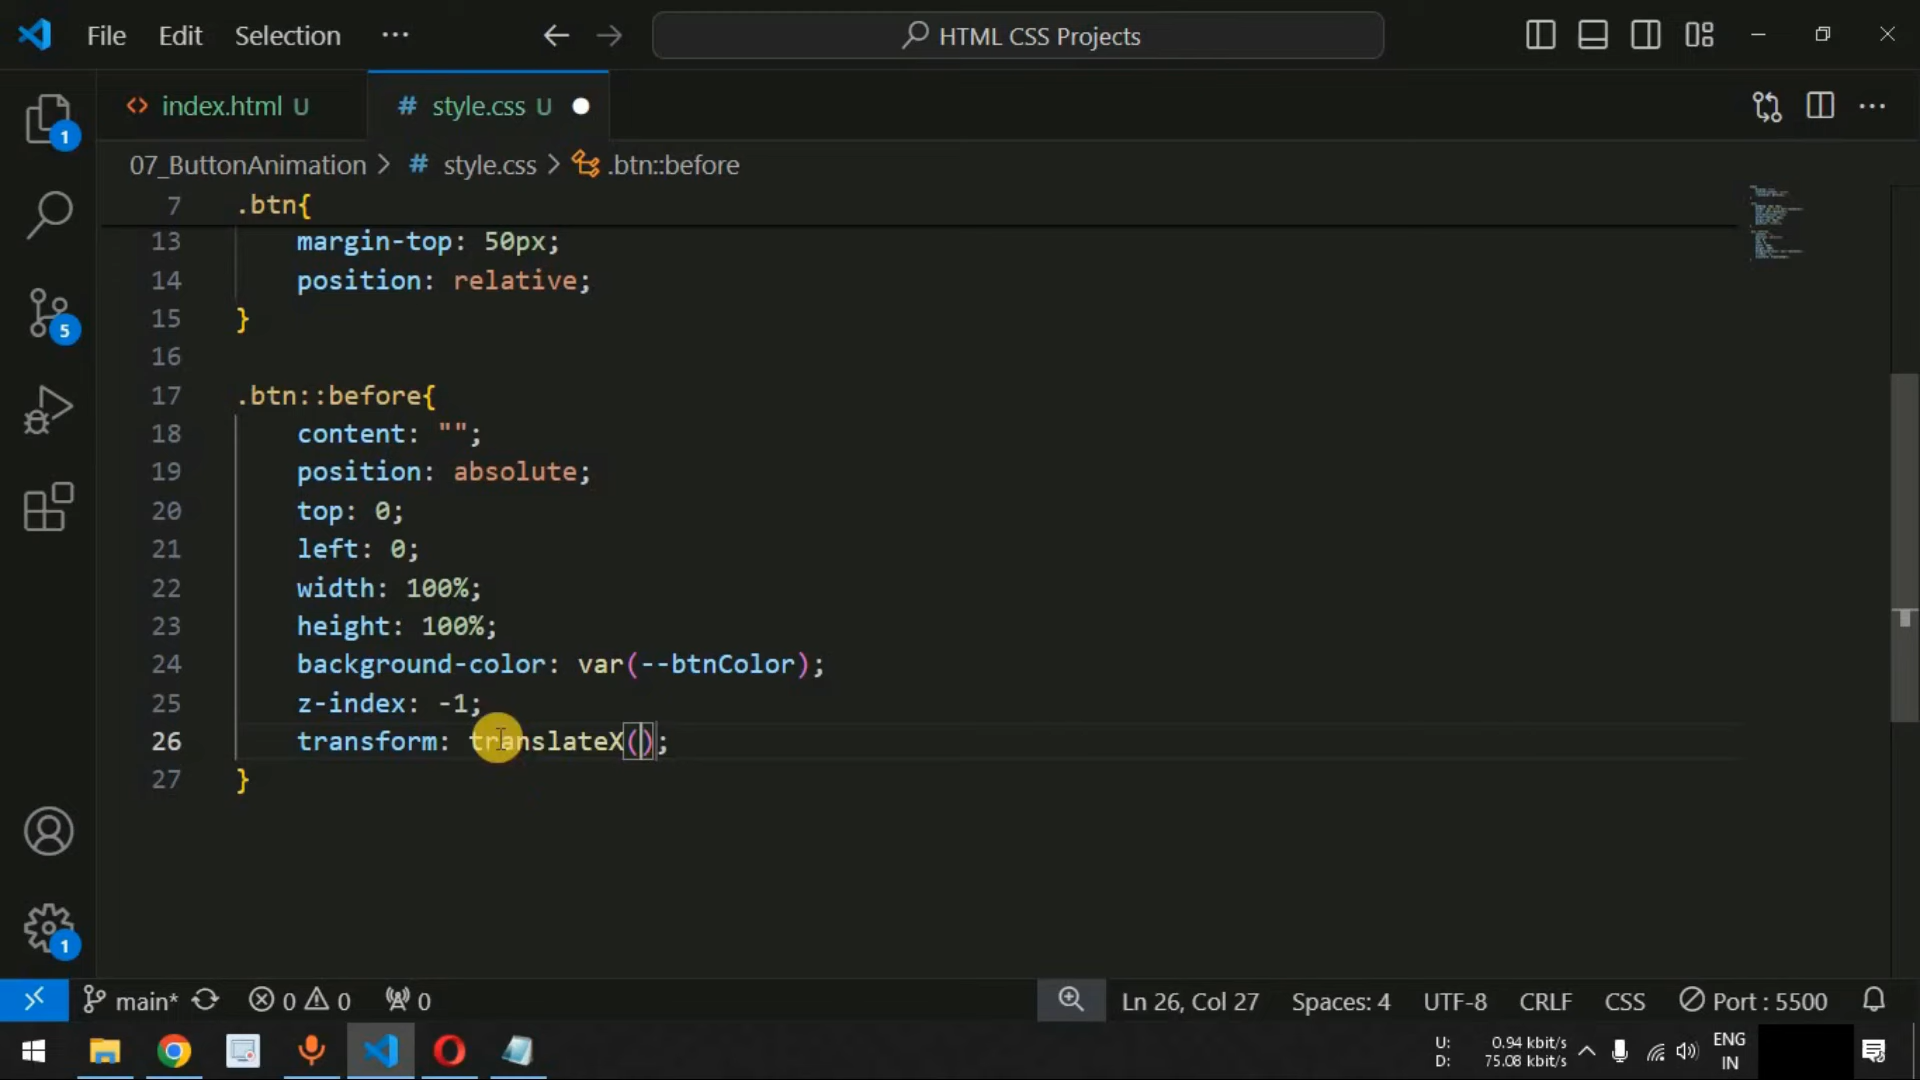 File Edit Selection ··· HTML CSS Projects
index.html U # style.css U
07_ButtonAnimation > # style.css > .btn::before
7 .btn{
13 margin-top: 50px;
14 position: relative;
15 }
16
17 .btn::before{
18 content: "";
19 position: absolute;
20 top: 0;
21 left: 0;
22 width: 100%;
23 height: 100%;
24 background-color: var(--btnColor);
25 z-index: -1;
26 transform: translateX();
27 }
1
5
1
main* 0 0 0 Ln 26, Col 27 Spaces: 4 UTF-8 CRLF CSS Port : 5500
U: 0.94 kbit/s
D: 75.08 kbit/s
ENG
IN